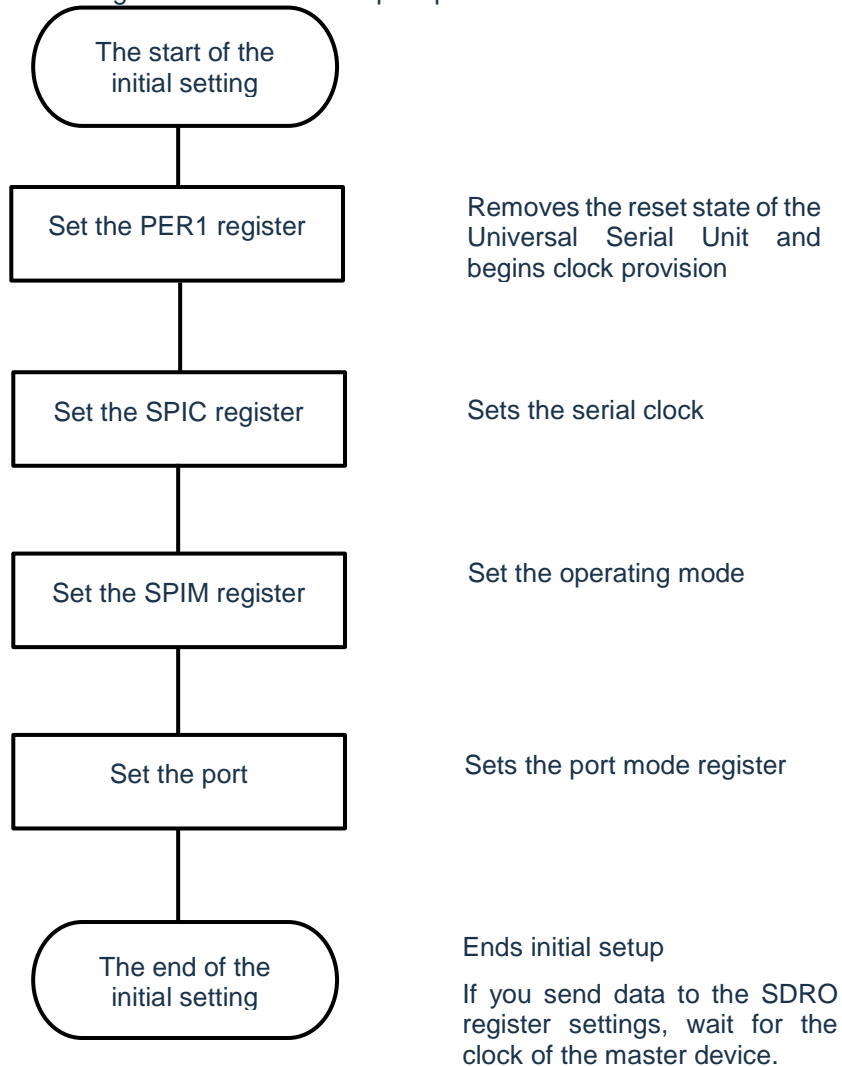 The start of the
initial setting
Set the PER1 register
Removes the reset state of the
Universal Serial Unit and
begins clock provision
Set the SPIC register
Sets the serial clock
Set the SPIM register
Set the operating mode
Set the port
Sets the port mode register
The end of the
initial setting
Ends initial setup
If you send data to the SDRO
register settings, wait for the
clock of the master device.